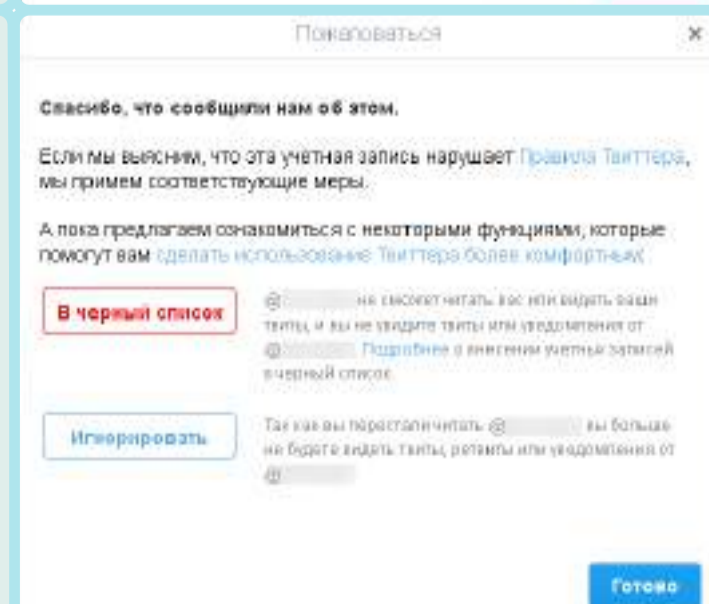 Пожаловаться
Спасибо, что сообщили нам об этом.
Если мы выясним, что эта учётная запись нарушает Правила Твиттера,
мы примем соответствующие меры.
А пока предлагаем ознакомиться с некоторыми функциями, которые
помогут вам сделать использование Твиттера более комфортным:
В черный список
@ не сможет читать вас или видеть ваши
твиты, и вы не увидите твиты или уведомления от
@ Подробнее о внесении учетных записей
в черный список.
Игнорировать
Так как вы перестали читать @ вы больше
не будете видеть твиты, ретвиты или уведомления от
@
Готово